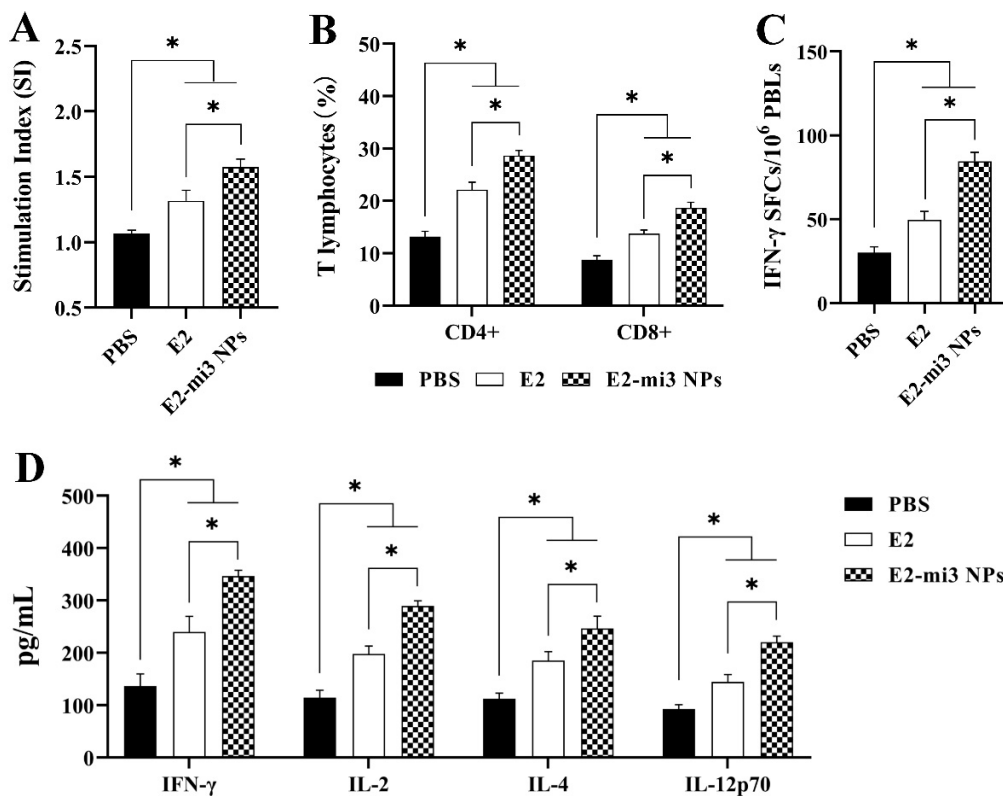 A
Stimulation Index (SI)
2.5
2.0
1.5
1.0
0.5
*
*
PBS
E2
E2-mi3 NPs
B
T lymphocytes (%)
50
40
30
20
10
0
*
*
*
*
CD4+
CD8+
PBS
E2
E2-mi3 NPs
C
IFN-γ SFCs/10⁶ PBLs
150
100
50
0
*
*
PBS
E2
E2-mi3 NPs
D
pg/mL
500
400
300
200
100
0
*
*
*
*
*
*
*
*
IFN-γ
IL-2
IL-4
IL-12p70
PBS
E2
E2-mi3 NPs